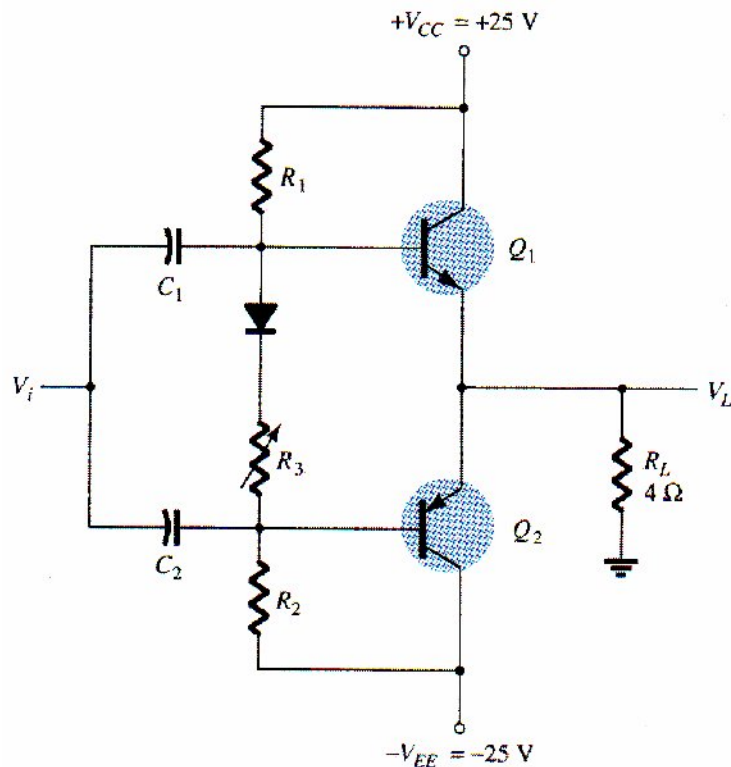 +V_CC = +25 V
R_1
C_1
Q_1
V_i
V_L
R_3
R_L
4 Ω
C_2
Q_2
R_2
−V_EE = −25 V